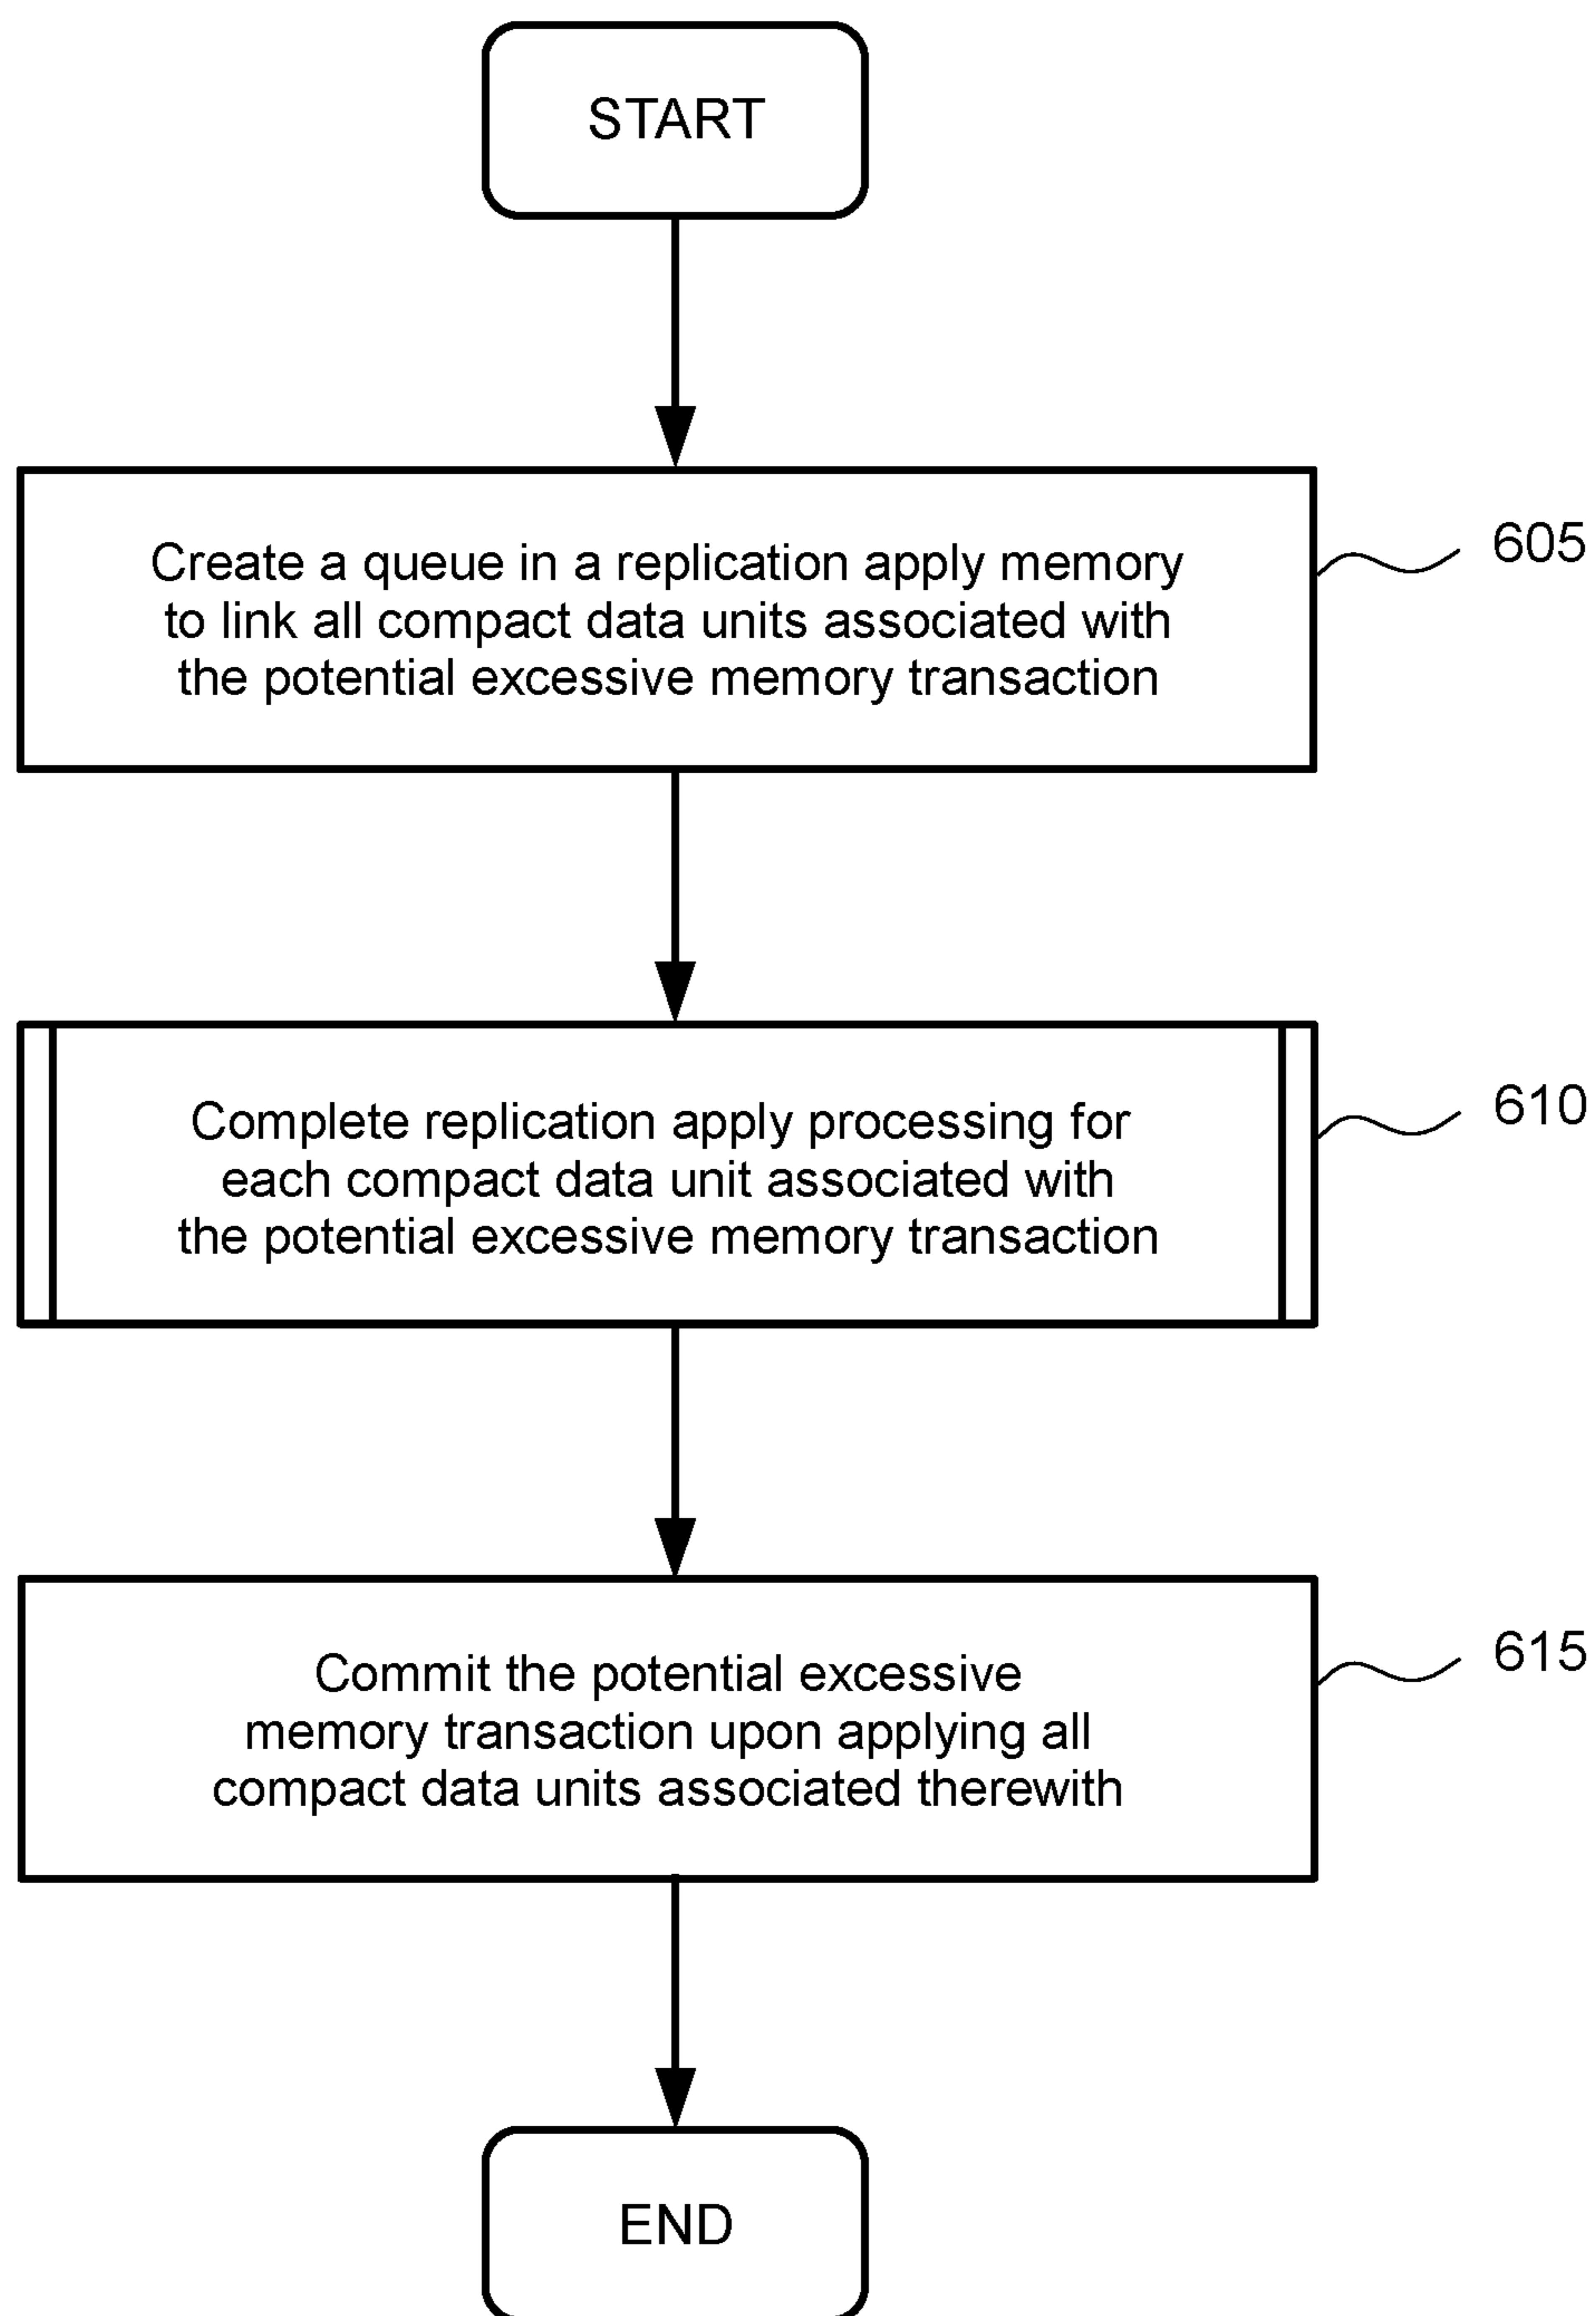 START
Create a queue in a replication apply memory
to link all compact data units associated with
the potential excessive memory transaction
605
Complete replication apply processing for
each compact data unit associated with
the potential excessive memory transaction
610
Commit the potential excessive
memory transaction upon applying all
compact data units associated therewith
615
END